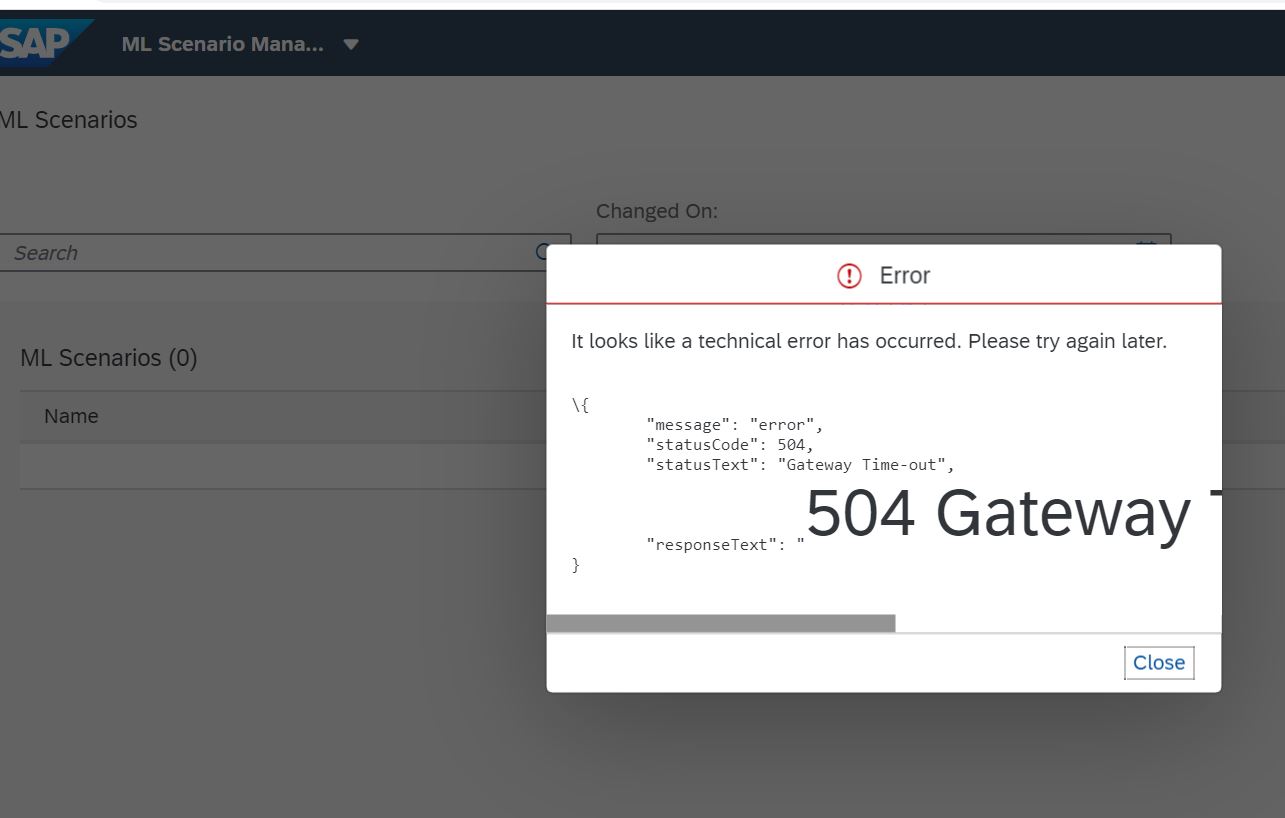 SAP
ML Scenario Mana...
ML Scenarios
Changed On:
Search
Error
It looks like a technical error has occurred. Please try again later.
ML Scenarios (0)
Name
\{
"message": "error",
"statusCode": 504,
"statusText": "Gateway Time-out",
504 Gateway
"responseText": "
}
Close